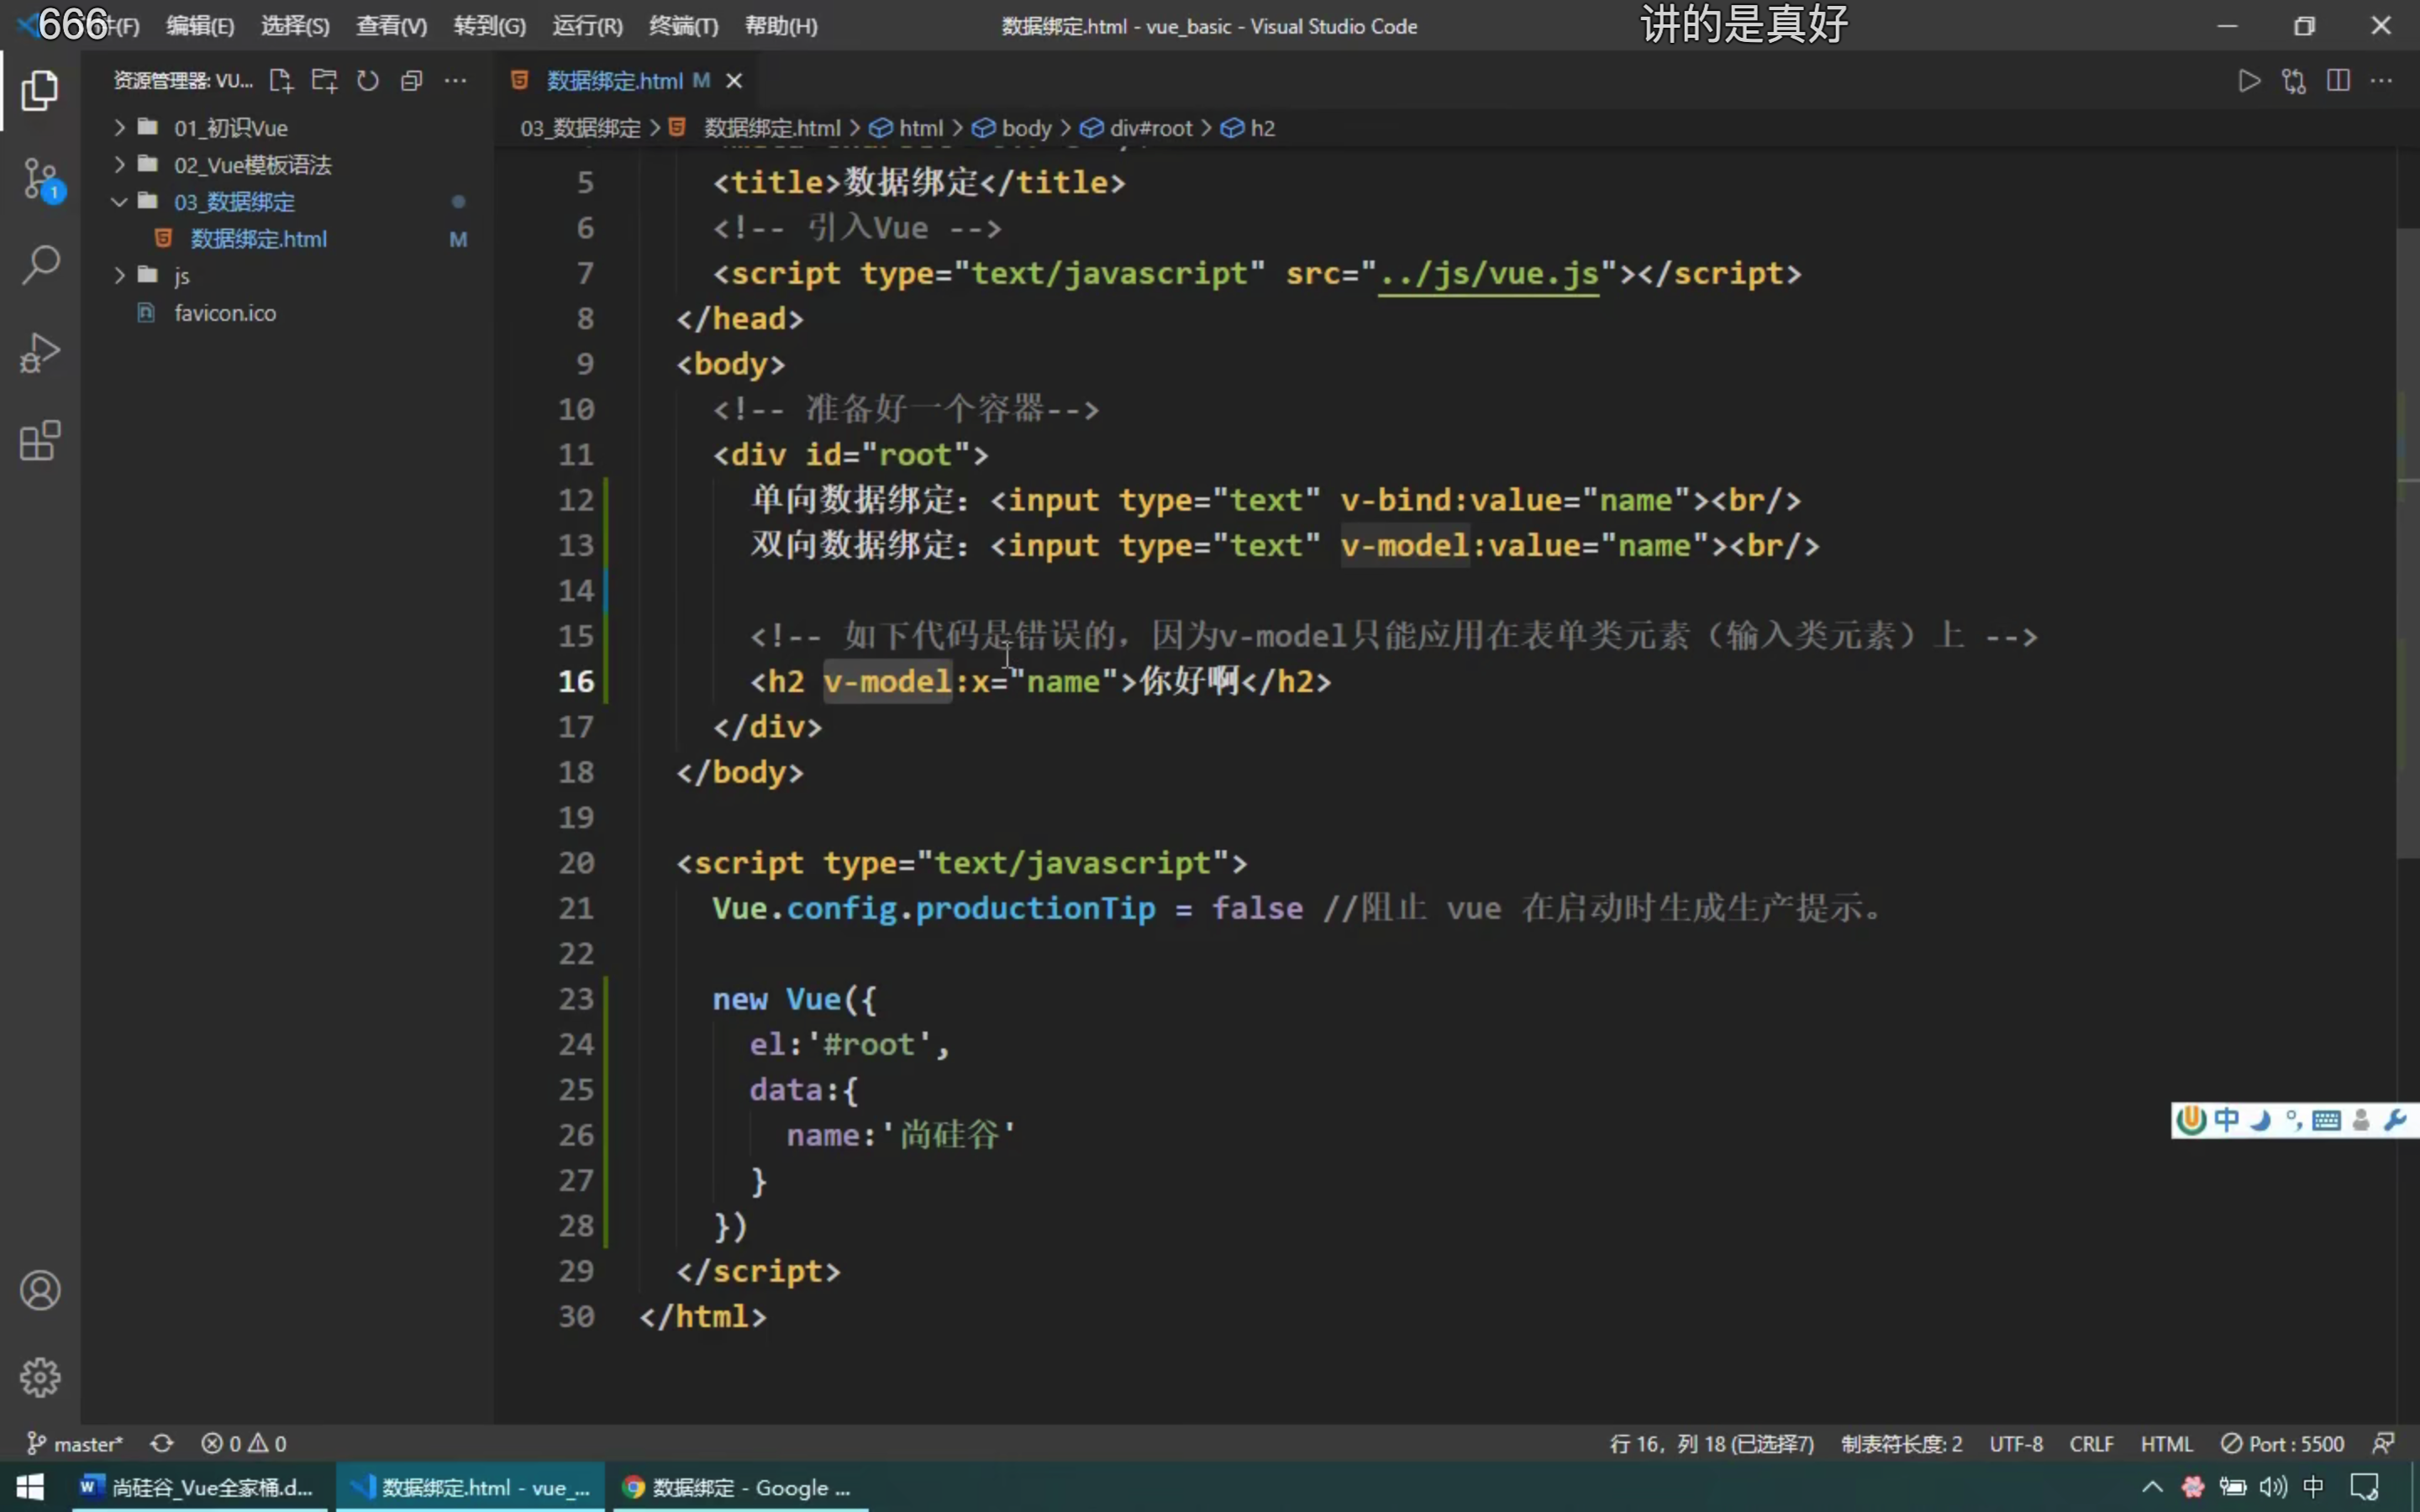 666 件(F) 编辑(E) 选择(S) 查看(V) 转到(G) 运行(R) 终端(T) 帮助(H) 数据绑定.html - vue_basic - Visual Studio Code 讲的是真好
资源管理器: VU... 数据绑定.html M
03_数据绑定 > 数据绑定.html > html > body > div#root > h2
01_初识Vue
02_Vue模板语法
03_数据绑定
数据绑定.html M
js
favicon.ico
1
5 <title>数据绑定</title>
6 <!-- 引入Vue -->
7 <script type="text/javascript" src="../js/vue.js"></script>
8 </head>
9 <body>
10 <!-- 准备好一个容器-->
11 <div id="root">
12 单向数据绑定：<input type="text" v-bind:value="name"><br/>
13 双向数据绑定：<input type="text" v-model:value="name"><br/>
14
15 <!-- 如下代码是错误的，因为v-model只能应用在表单类元素（输入类元素）上 -->
16 <h2 v-model:x="name">你好啊</h2>
17 </div>
18 </body>
19
20 <script type="text/javascript">
21 Vue.config.productionTip = false //阻止 vue 在启动时生成生产提示。
22
23 new Vue({
24 el:'#root',
25 data:{
26 name:'尚硅谷'
27 }
28 })
29 </script>
30 </html>
中
master* 0 0 行 16，列 18 (已选择7) 制表符长度: 2 UTF-8 CRLF HTML Port : 5500
尚硅谷_Vue全家桶.d... 数据绑定.html - vue_... 数据绑定 - Google ... 中